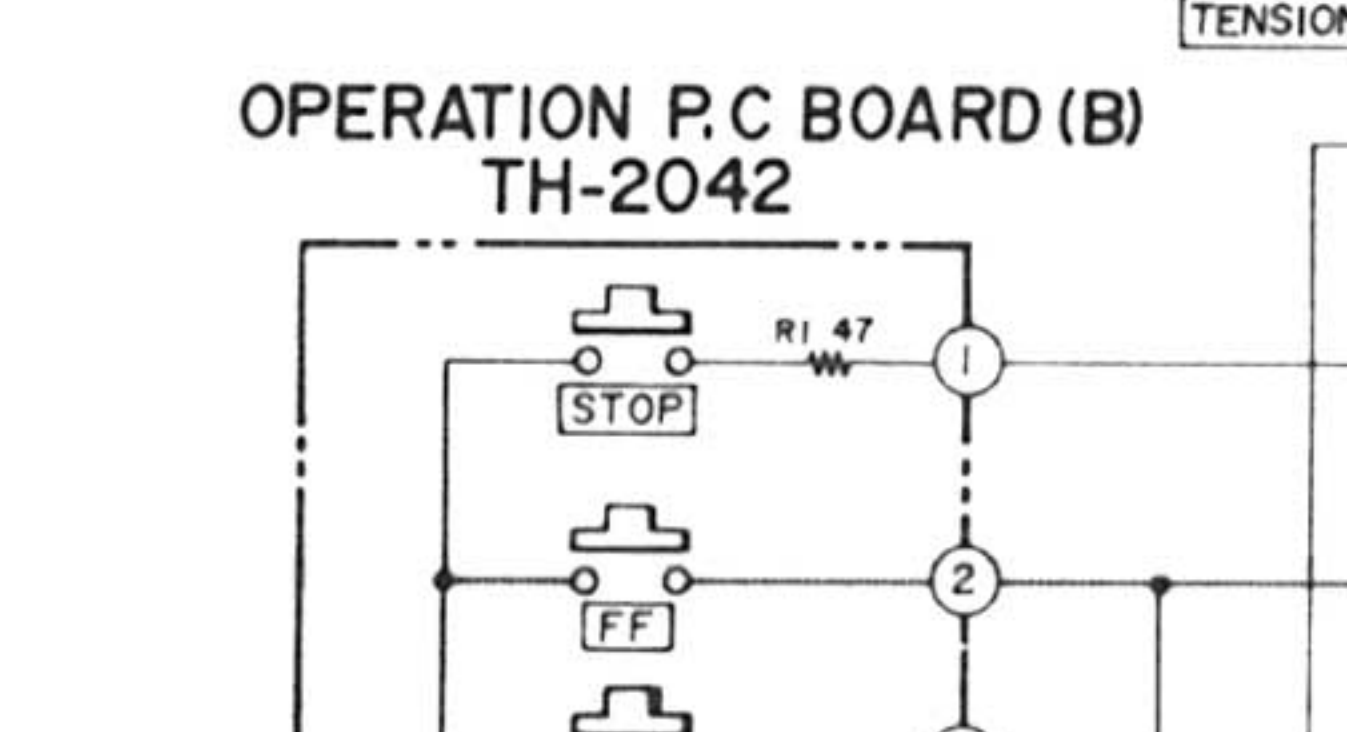 TENSION
OPERATION P.C BOARD (B)
TH-2042
R1 47
1
STOP
2
FF